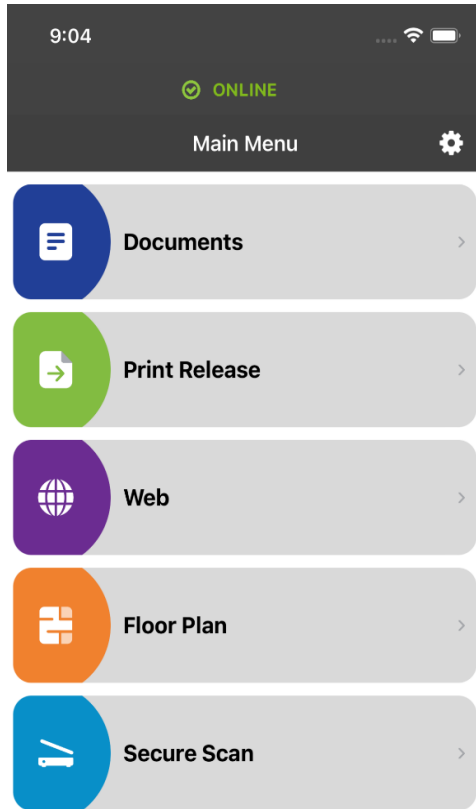 9:04
ONLINE
Main Menu
Documents
Print Release
Web
Floor Plan
Secure Scan